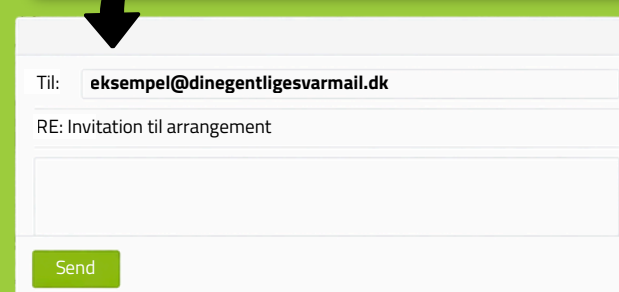 Til: eksempel@dinegentligesvarmail.dk
RE: Invitation til arrangement
Send